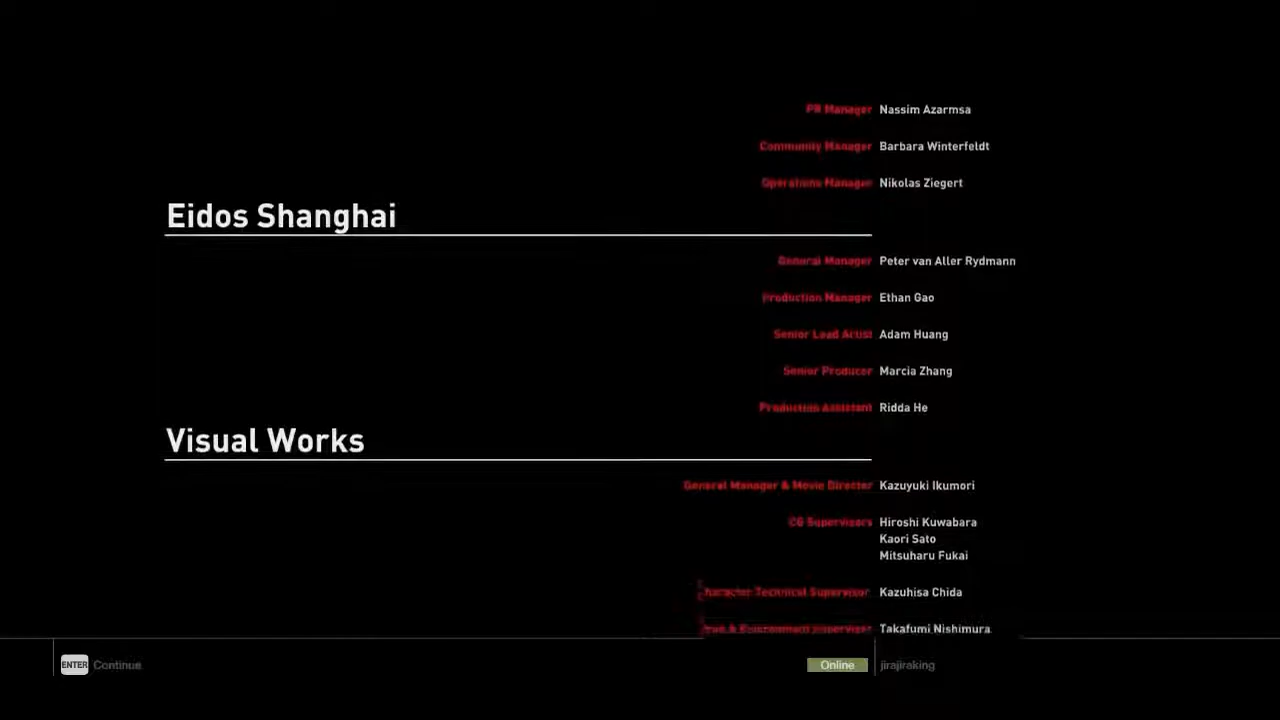 PR Manager Nassim Azarmsa
Community Manager Barbara Winterfeldt
Operations Manager Nikolas Ziegert
Eidos Shanghai
General Manager Peter van Aller Rydmann
Production Manager Ethan Gao
Senior Lead Artist Adam Huang
Senior Producer Marcia Zhang
Production Assistant Ridda He
Visual Works
General Manager & Movie Director Kazuyuki Ikumori
CG Supervisors Hiroshi Kuwabara
Kaori Sato
Mitsuharu Fukai
Character Technical Supervisor Kazuhisa Chida
& Environment Supervisor Takafumi Nishimura
ENTER Continue
Online jirajiraking